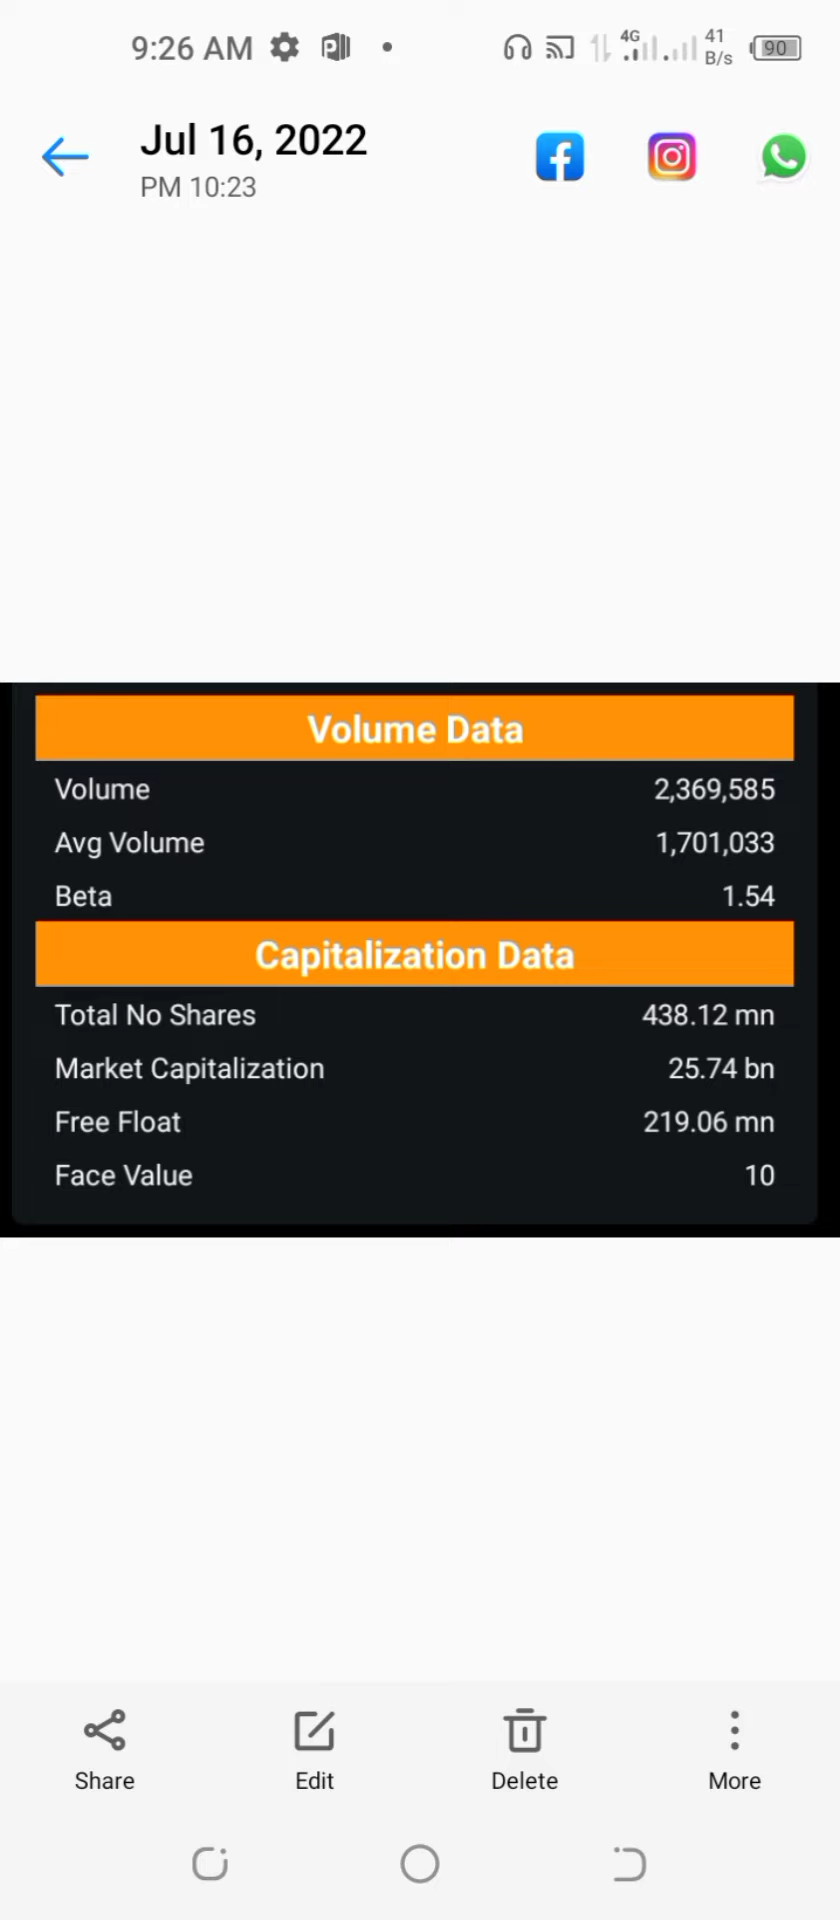 9:26 AM 4G 41 B/s 90
Jul 16, 2022
PM 10:23
Volume Data
Volume 2,369,585
Avg Volume 1,701,033
Beta 1.54
Capitalization Data
Total No Shares 438.12 mn
Market Capitalization 25.74 bn
Free Float 219.06 mn
Face Value 10
Share Edit Delete More